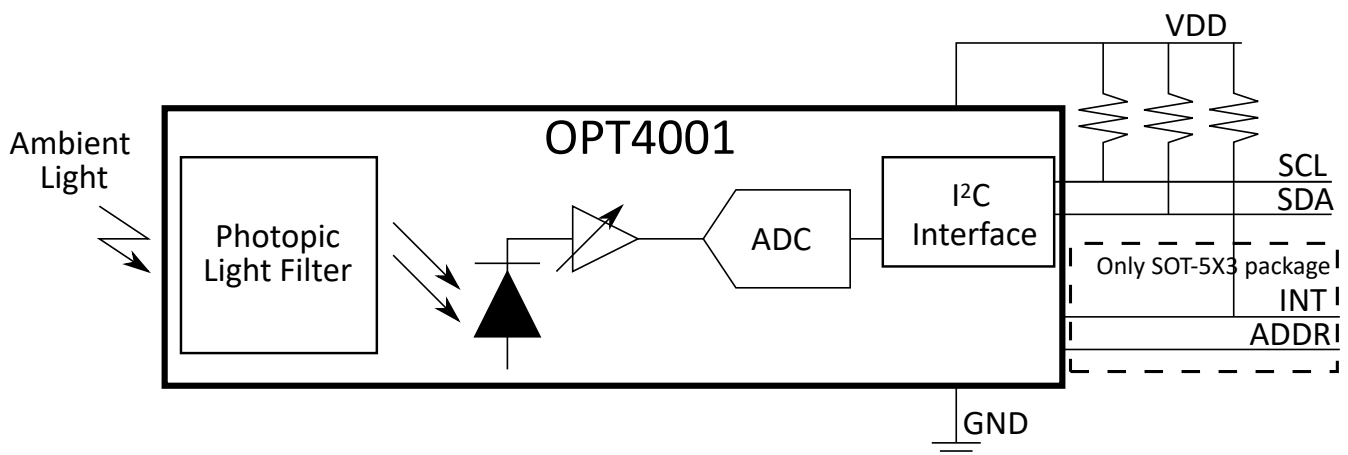 VDD
OPT4001
Ambient
Light
Photopic
Light Filter
ADC
I²C
Interface
SCL
SDA
Only SOT-5X3 package
INT
ADDR
GND